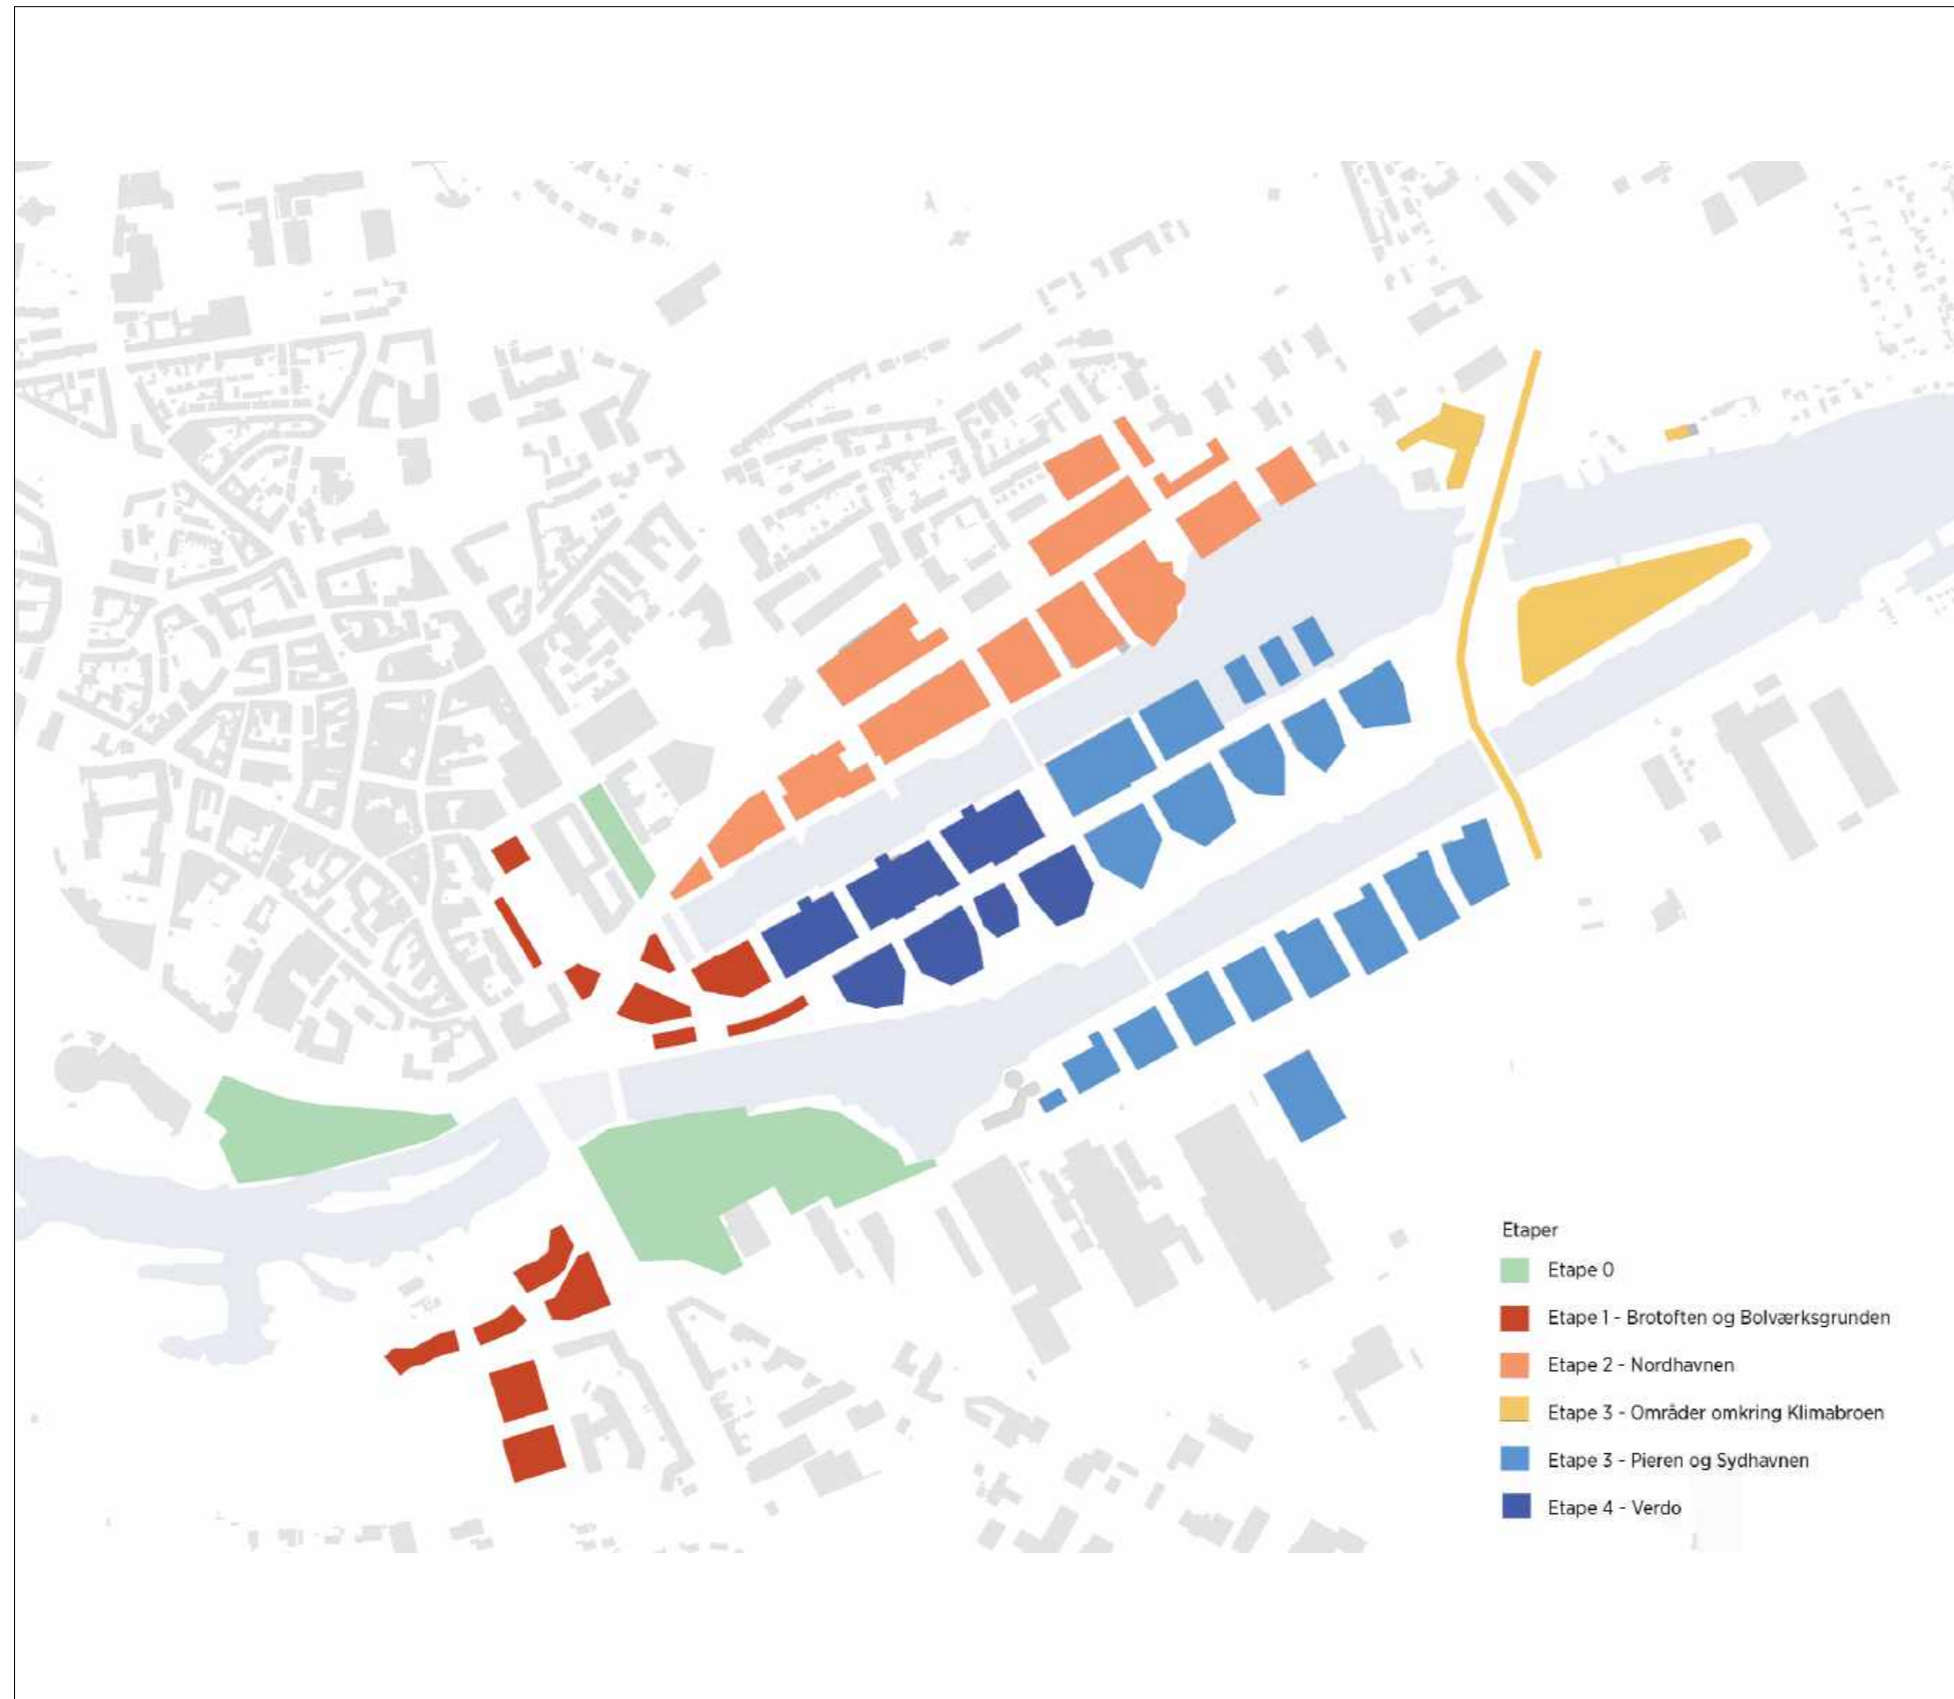 Etaper
Etape 0
Etape 1 - Brotoften og Bolværksgrunden
Etape 2 - Nordhavnen
Etape 3 - Områder omkring Klimabroen
Etape 3 - Pieren og Sydhavnen
Etape 4 - Verdo